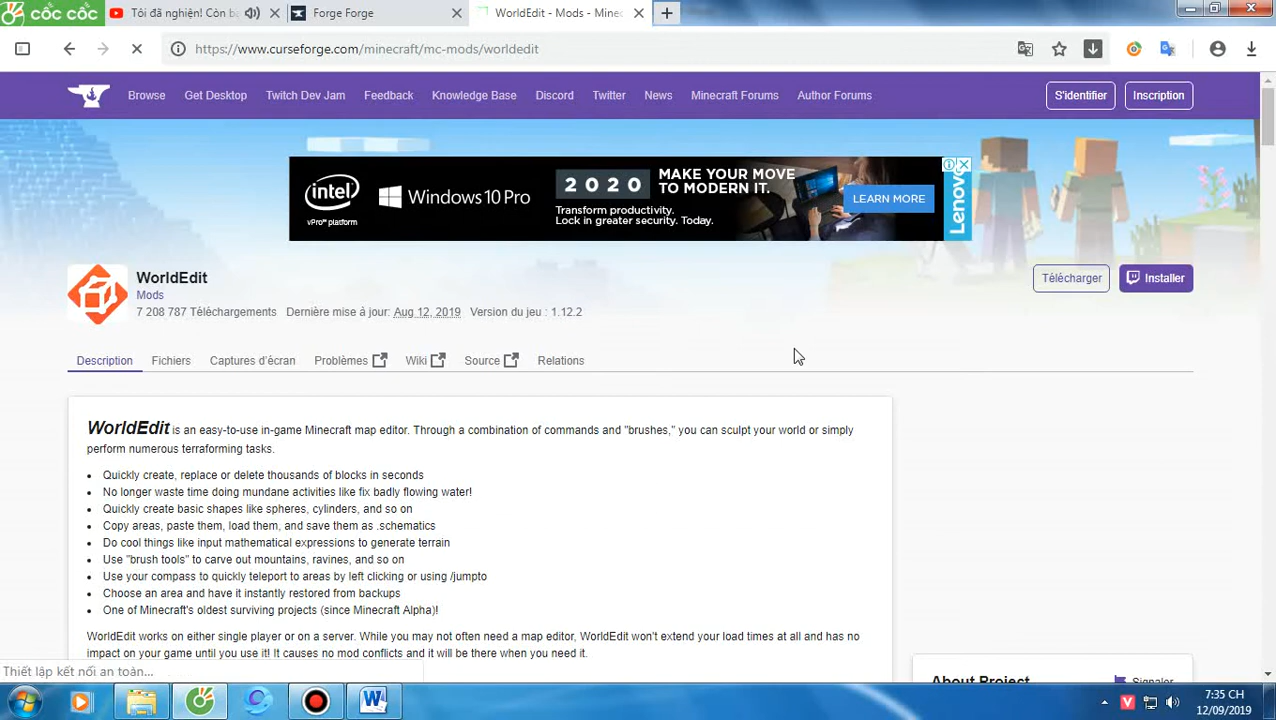 CỐC CỐC
Tôi đã nghiện! Còn b
Forge Forge
WorldEdit - Mods - Mine
https://www.curseforge.com/minecraft/mc-mods/worldedit
Browse Get Desktop Twitch Dev Jam Feedback Knowledge Base Discord Twitter News Minecraft Forums Author Forums S'identifier Inscription
intel vPro™ platform
Windows 10 Pro
2020 MAKE YOUR MOVE TO MODERN IT.
Transform productivity.
Lock in greater security. Today.
LEARN MORE
Lenovo
WorldEdit
Mods
Télécharger Installer
7 208 787 Téléchargements Dernière mise à jour: Aug 12, 2019 Version du jeu : 1.12.2
Description Fichiers Captures d'écran Problèmes Wiki Source Relations
WorldEdit is an easy-to-use in-game Minecraft map editor. Through a combination of commands and "brushes," you can sculpt your world or simply
perform numerous terraforming tasks.
Quickly create, replace or delete thousands of blocks in seconds
No longer waste time doing mundane activities like fix badly flowing water!
Quickly create basic shapes like spheres, cylinders, and so on
Copy areas, paste them, load them, and save them as .schematics
Do cool things like input mathematical expressions to generate terrain
Use "brush tools" to carve out mountains, ravines, and so on
Use your compass to quickly teleport to areas by left clicking or using /jumpto
Choose an area and have it instantly restored from backups
One of Minecraft's oldest surviving projects (since Minecraft Alpha)!
WorldEdit works on either single player or on a server. While you may not often need a map editor, WorldEdit won't extend your load times at all and has no
impact on your game until you use it! It causes no mod conflicts and it will be there when you need it.
About Project Signaler
Thiết lập kết nối an toàn...
7:35 CH
12/09/2019